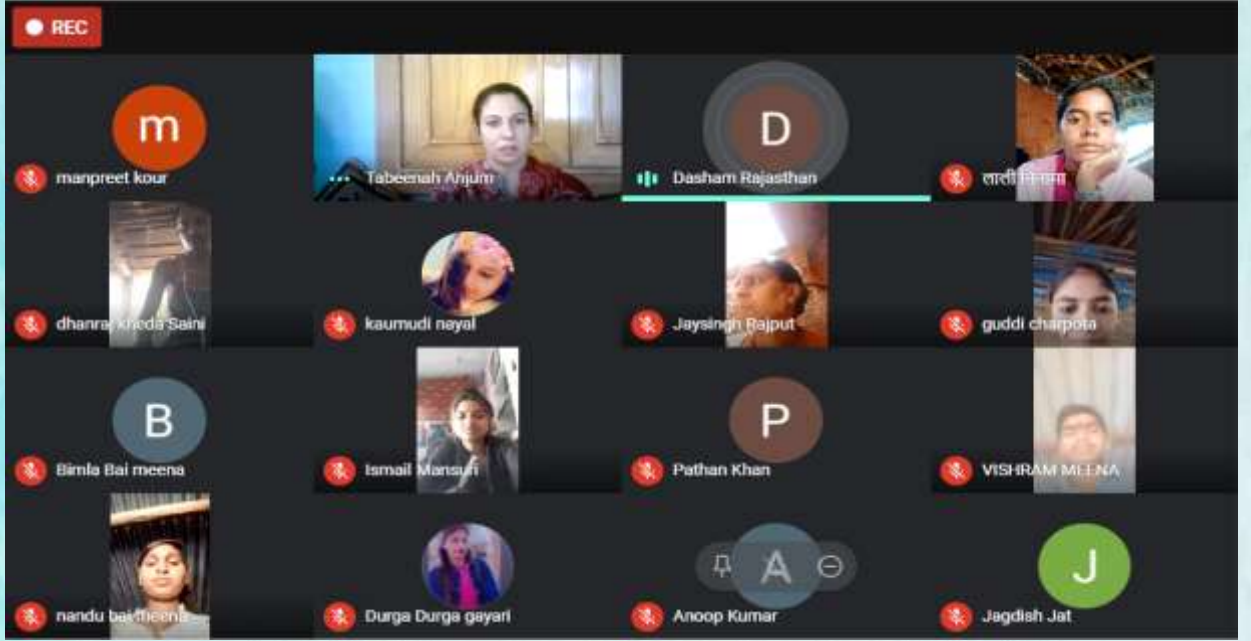 REC
m
manpreet kour
Tabeenah Anjum
D
Dasham Rajasthan
लाली निनामा
dhanraj kheda Saini
kaumudi nayal
Jaysingh Rajput
guddi charpota
B
Bimla Bai meena
Ismail Mansuri
P
Pathan Khan
VISHRAM MEENA
nandu bai meena
Durga Durga gayari
A
Anoop Kumar
J
Jagdish Jat